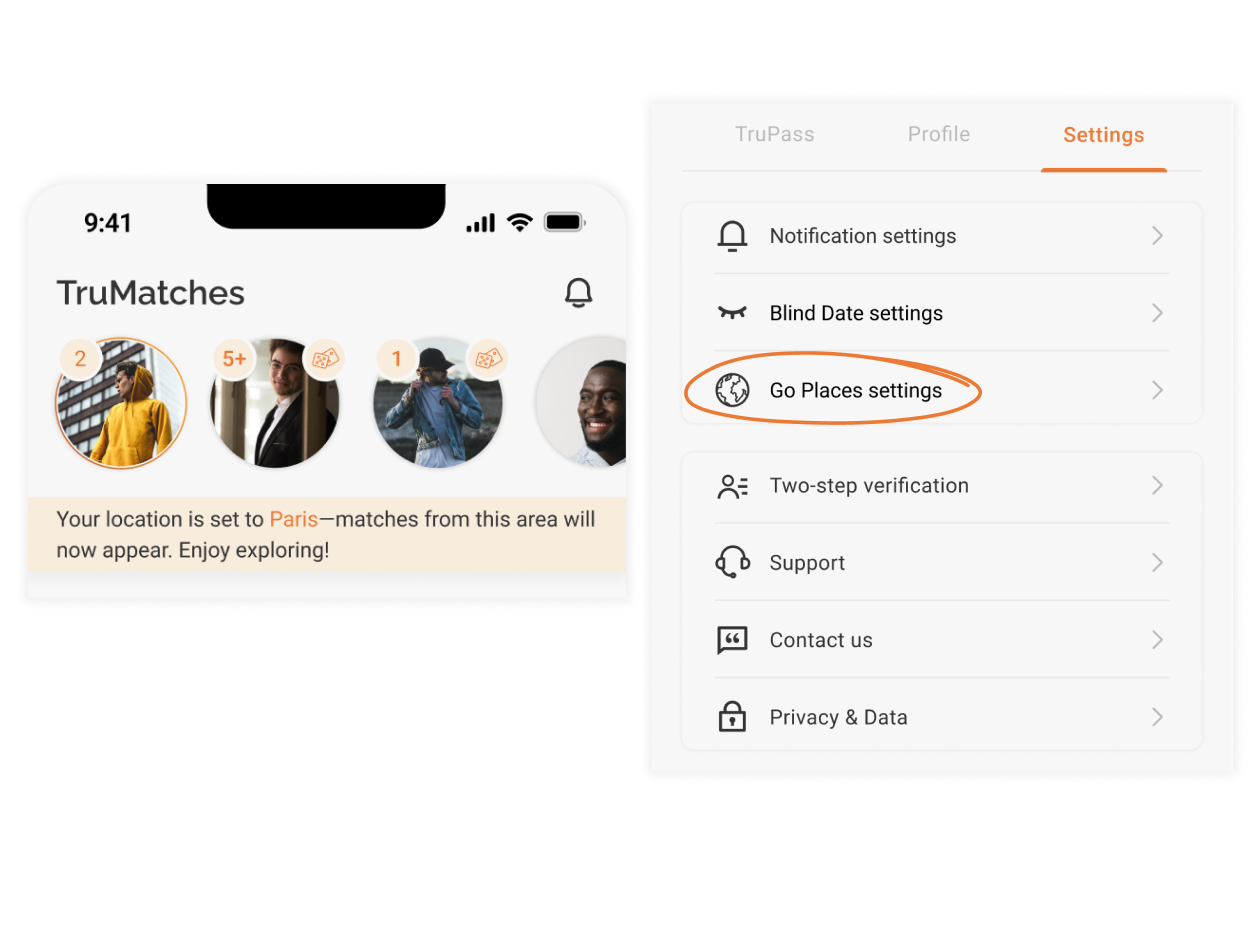 9:41
TruMatches
2
5+
1
Your location is set to Paris—matches from this area will
now appear. Enjoy exploring!
TruPass
Profile
Settings
Notification settings
Blind Date settings
Go Places settings
Two-step verification
Support
Contact us
Privacy & Data